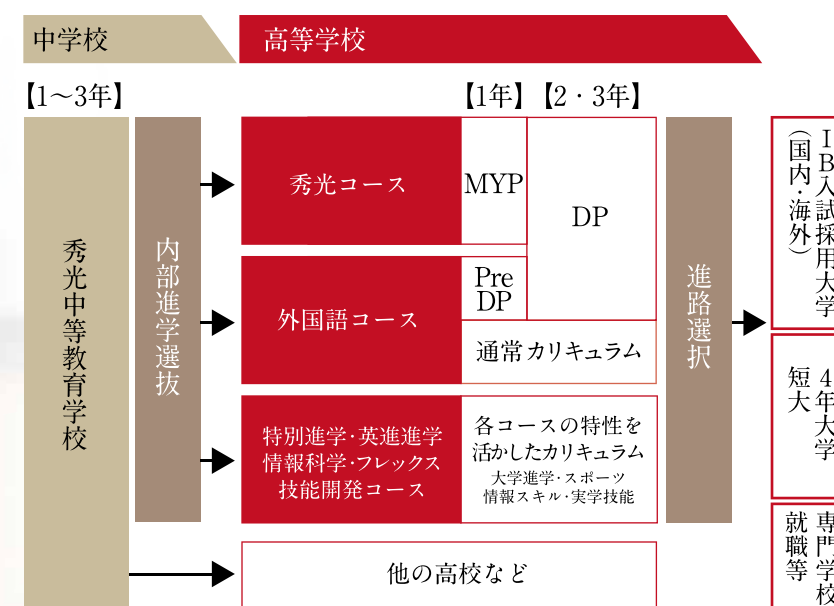 中学校
高等学校
【1〜3年】
【1年】
【2・3年】
秀光中等教育学校
内部進学選抜
秀光コース
MYP
DP
外国語コース
Pre
DP
通常カリキュラム
特別進学・英進進学
情報科学・フレックス
技能開発コース
各コースの特性を
活かしたカリキュラム
大学進学・スポーツ
情報スキル・実学技能
他の高校など
進路選択
IB入試採用大学
（国内・海外）
4年大学
短大
専門学校
就職等